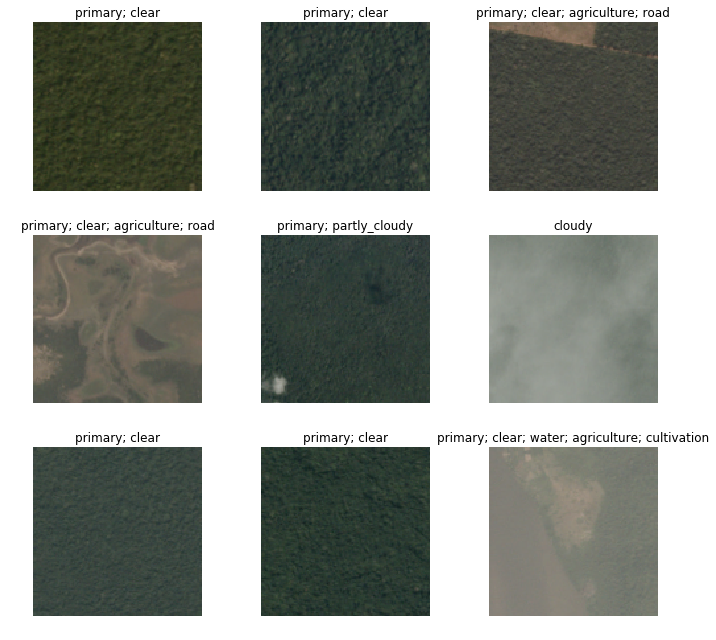 primary; clear
primary; clear
primary; clear; agriculture; road
primary; clear; agriculture; road
primary; partly_cloudy
cloudy
primary; clear
primary; clear
primary; clear; water; agriculture; cultivation